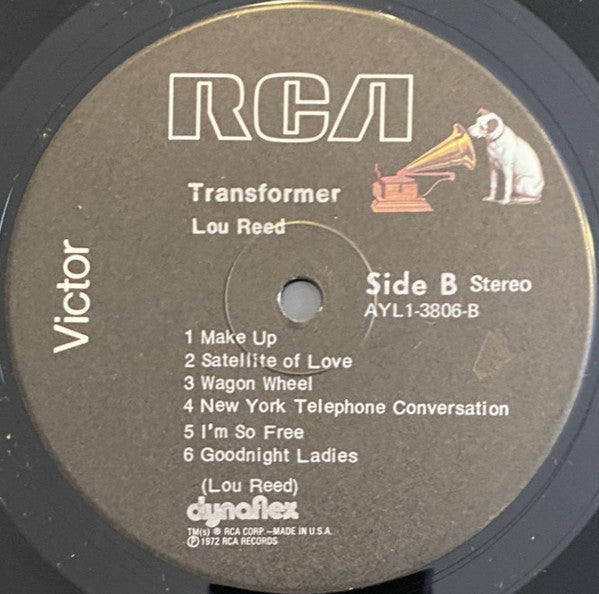 RCA
Transformer
Lou Reed
Victor
Side B Stereo
AYL1-3806-B
1 Make Up
2 Satellite of Love
3 Wagon Wheel
4 New York Telephone Conversation
5 I'm So Free
6 Goodnight Ladies
(Lou Reed)
dynaflex
TM(s) ® RCA CORP.—MADE IN U.S.A.
Ⓟ 1972 RCA RECORDS